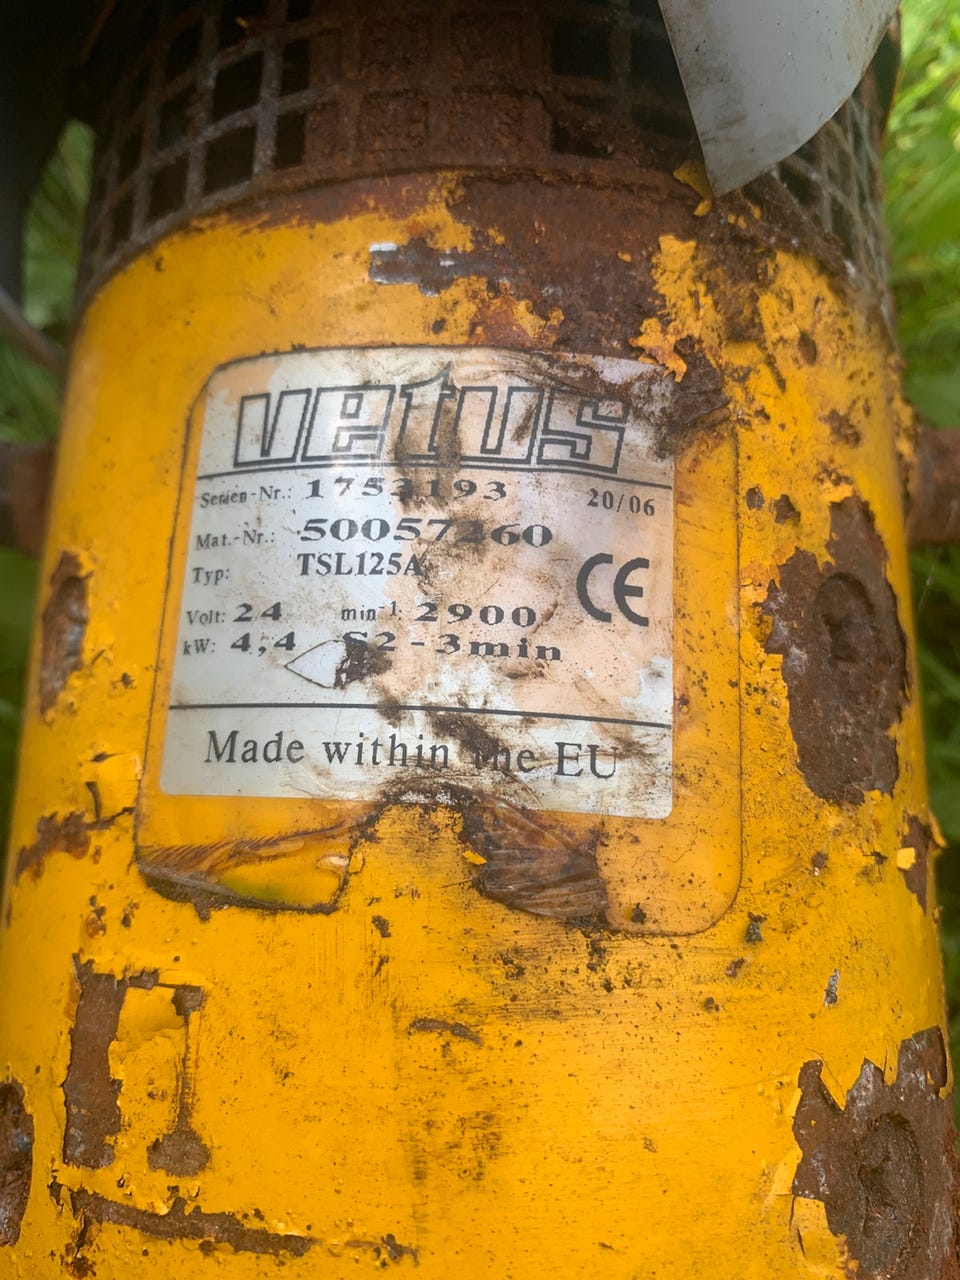 vetus
Serien-Nr.: 1753193 20/06
Mat.-Nr.: 50057260
Typ: TSL125A
CE
Volt: 24 min⁻¹: 2900
kW: 4,4 S2-3min
Made within the EU